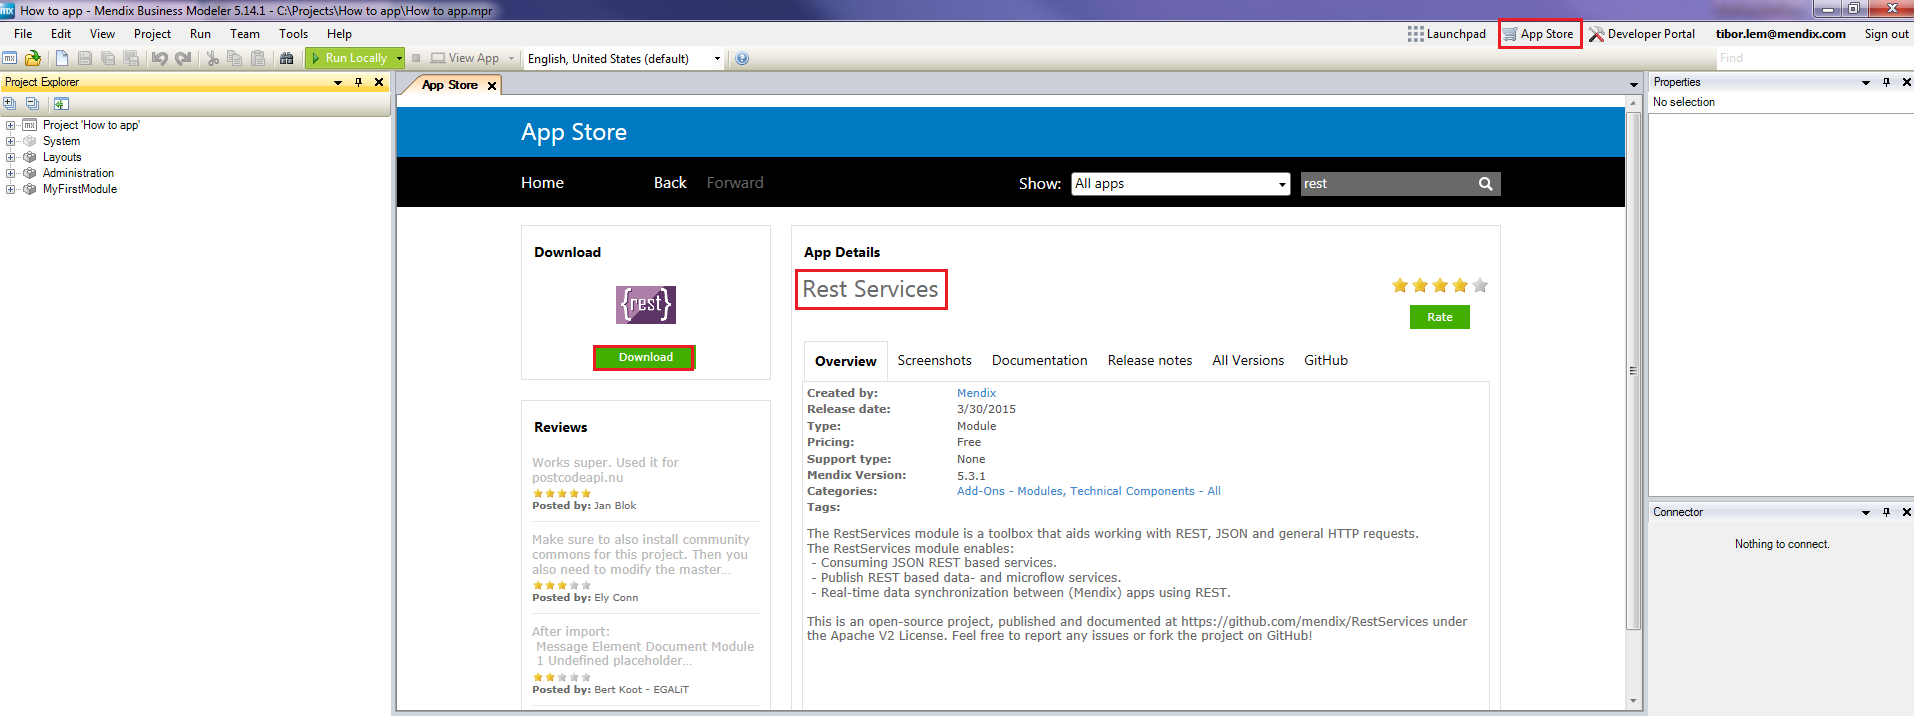 How to app - Mendix Business Modeler 5.14.1 - C:\Projects\How to app\How to app.mpr
File Edit View Project Run Team Tools Help
Launchpad App Store Developer Portal tibor.lem@mendix.com Sign out
Run Locally View App English, United States (default)
Find
Project Explorer
Project 'How to app'
System
Layouts
Administration
MyFirstModule
App Store
App Store
Home Back Forward
Show: All apps rest
Download
{rest}
Download
Reviews
Works super. Used it for
postcodeapi.nu
Posted by: Jan Blok
Make sure to also install community
commons for this project. Then you
also need to modify the master...
Posted by: Ely Conn
After import:
Message Element Document Module
1 Undefined placeholder...
Posted by: Bert Koot - EGALiT
App Details
Rest Services
Rate
Overview Screenshots Documentation Release notes All Versions GitHub
Created by: Mendix
Release date: 3/30/2015
Type: Module
Pricing: Free
Support type: None
Mendix Version: 5.3.1
Categories: Add-Ons - Modules, Technical Components - All
Tags:
The RestServices module is a toolbox that aids working with REST, JSON and general HTTP requests.
The RestServices module enables:
- Consuming JSON REST based services.
- Publish REST based data- and microflow services.
- Real-time data synchronization between (Mendix) apps using REST.
This is an open-source project, published and documented at https://github.com/mendix/RestServices under
the Apache V2 License. Feel free to report any issues or fork the project on GitHub!
Properties
No selection
Connector
Nothing to connect.